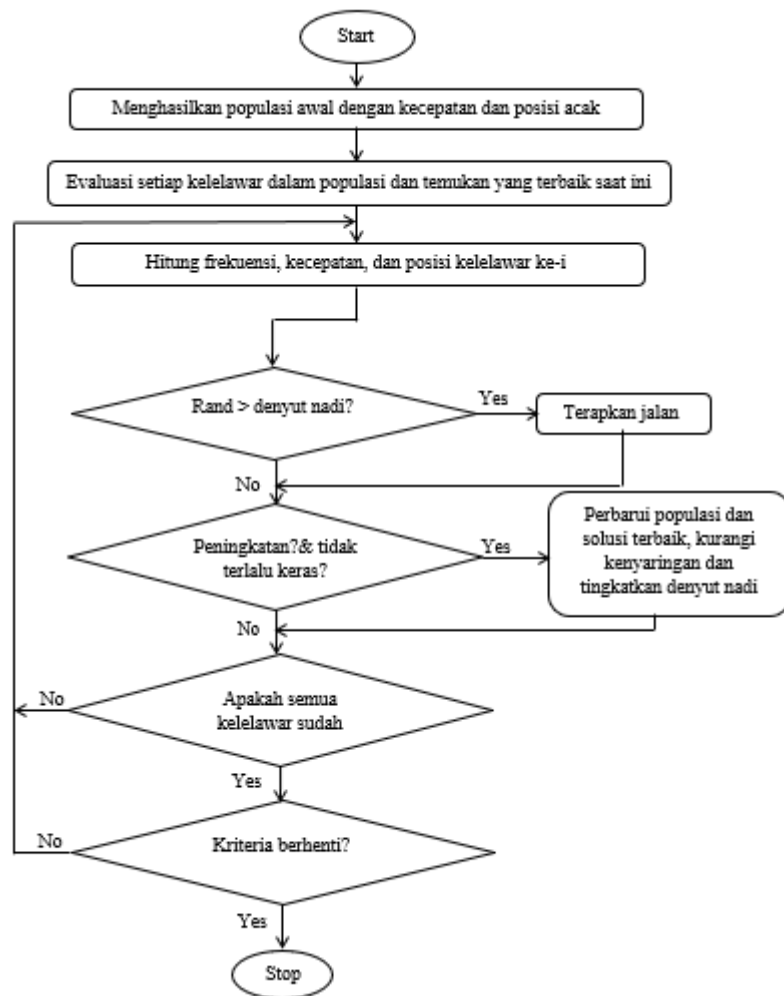 Start
Menghasilkan populasi awal dengan kecepatan dan posisi acak
Evaluasi setiap kelelawar dalam populasi dan temukan yang terbaik saat ini
Hitung frekuensi, kecepatan, dan posisi kelelawar ke-i
Rand > denyut nadi?
Yes
Terapkan jalan
No
Peningkatan?& tidak
terlalu keras?
Yes
Perbarui populasi dan
solusi terbaik, kurangi
kenyaringan dan
tingkatkan denyut nadi
No
No
Apakah semua
kelelawar sudah
Yes
No
Kriteria berhenti?
Yes
Stop